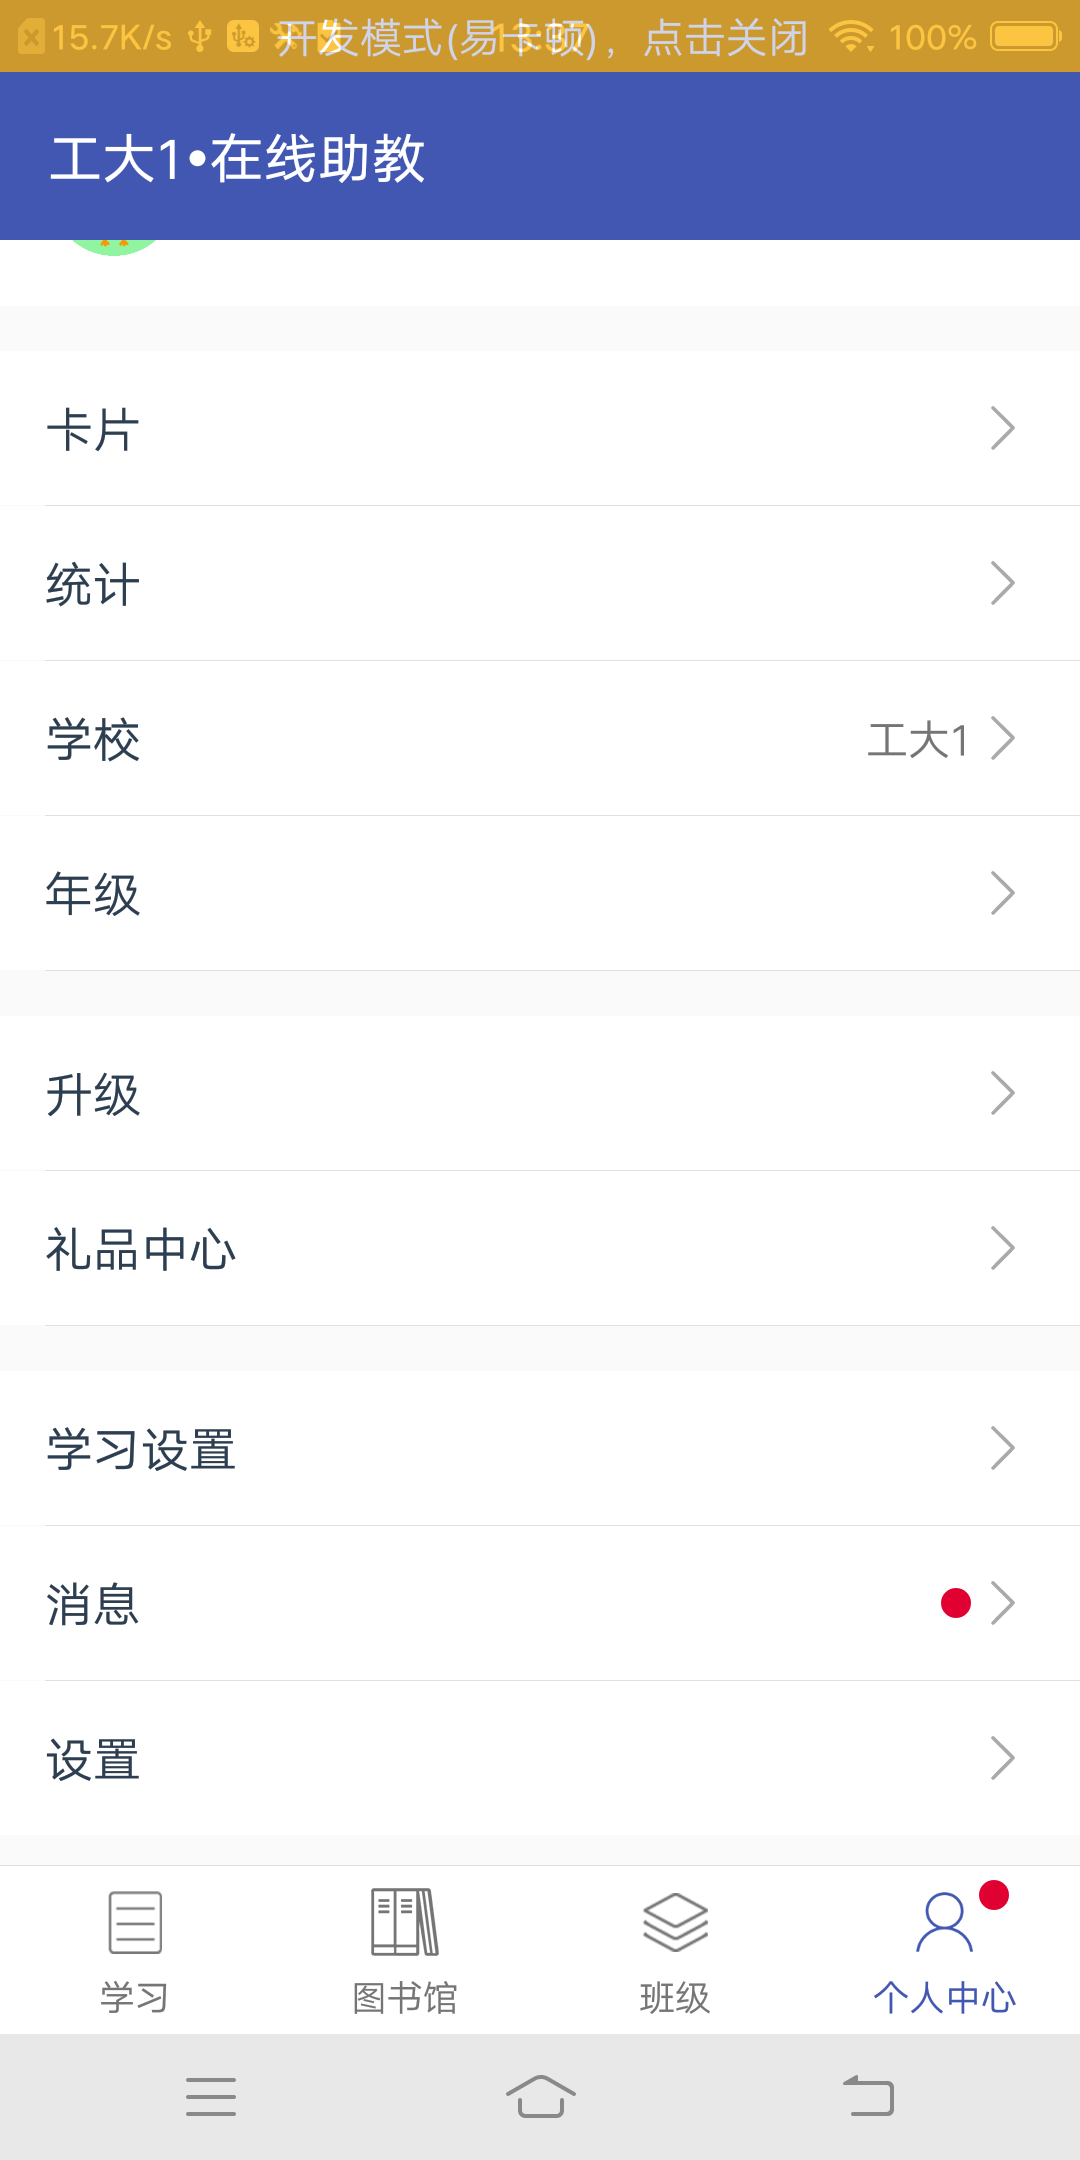 15.7K/s 开发模式(易卡顿)，点击关闭 100%
工大1•在线助教
卡片
统计
学校 工大1
年级
升级
礼品中心
学习设置
消息
设置
学习 图书馆 班级 个人中心